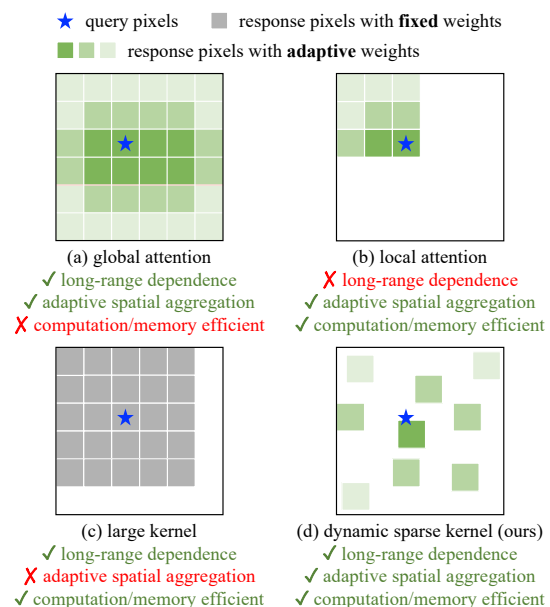 query pixels
response pixels with fixed weights
response pixels with adaptive weights
(a) global attention
✓ long-range dependence
✓ adaptive spatial aggregation
✗ computation/memory efficient
(b) local attention
✗ long-range dependence
✓ adaptive spatial aggregation
✓ computation/memory efficient
(c) large kernel
✓ long-range dependence
✗ adaptive spatial aggregation
✓ computation/memory efficient
(d) dynamic sparse kernel (ours)
✓ long-range dependence
✓ adaptive spatial aggregation
✓ computation/memory efficient